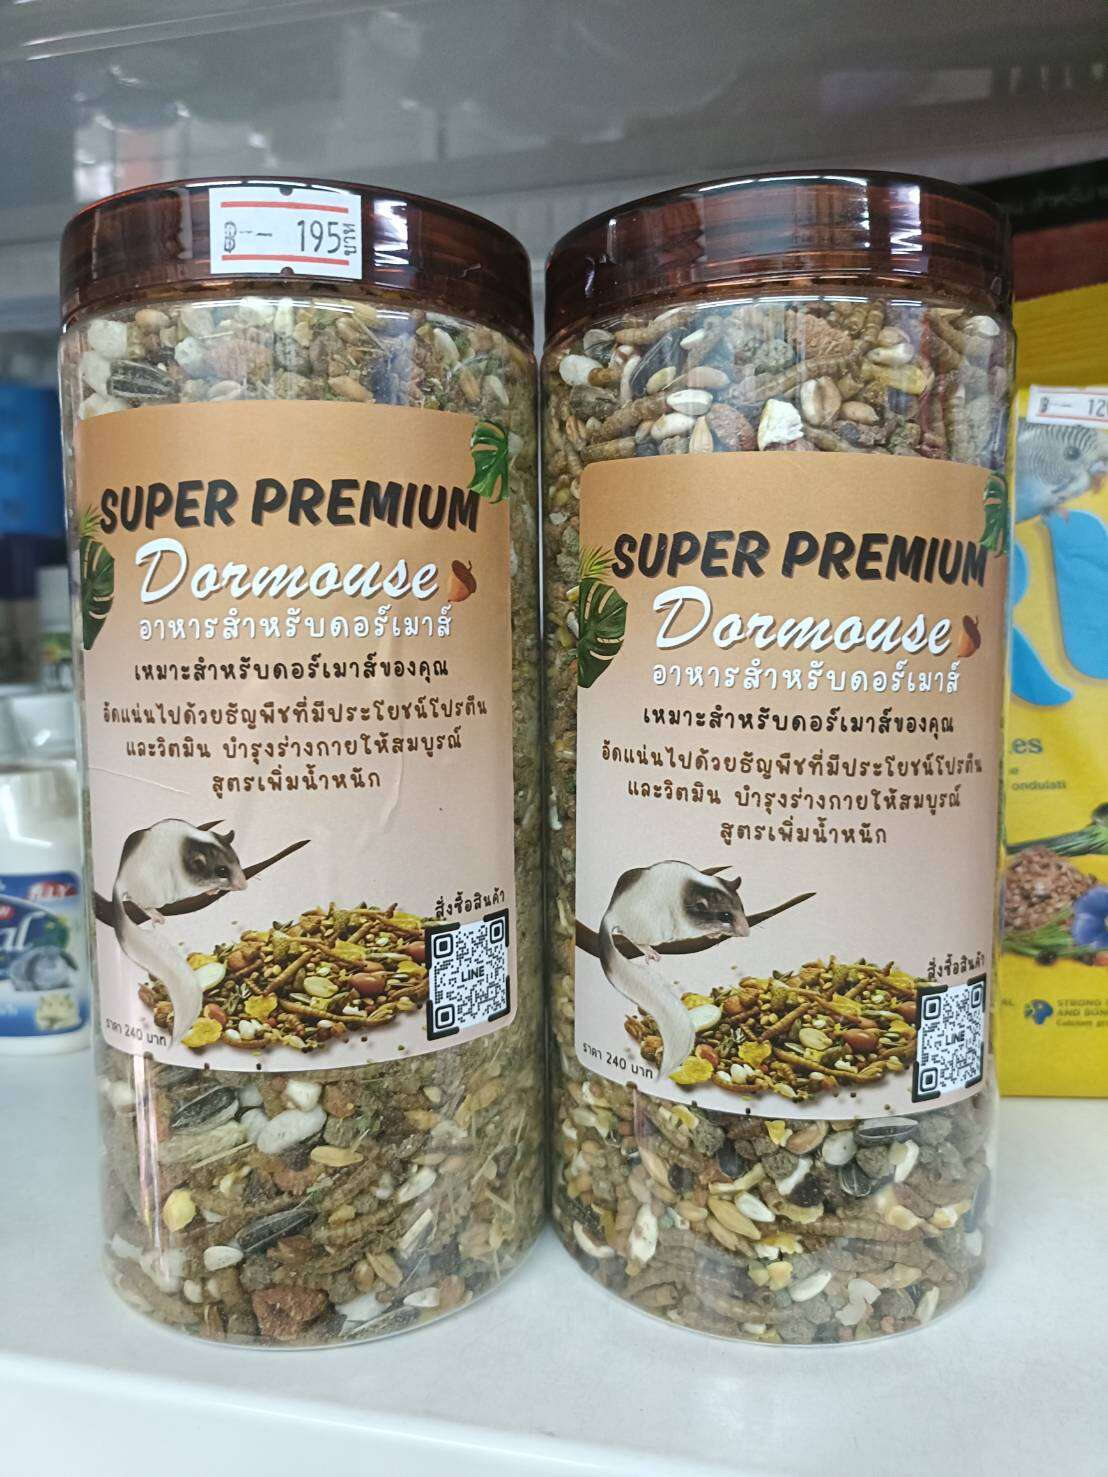 ฿-- 195 บาท
SUPER PREMIUM
Dormouse
อาหารสำหรับดอร์เมาส์
เหมาะสำหรับดอร์เมาส์ของคุณ
อัดแน่นไปด้วยธัญพืชที่มีประโยชน์โปรตีน
และวิตมิน บำรุงร่างกายให้สมบูรณ์
สูตรเพิ่มน้ำหนัก
สั่งซื้อสินค้า
LINE
ราคา 240 บาท
SUPER PREMIUM
Dormouse
อาหารสำหรับดอร์เมาส์
เหมาะสำหรับดอร์เมาส์ของคุณ
อัดแน่นไปด้วยธัญพืชที่มีประโยชน์โปรตีน
และวิตมิน บำรุงร่างกายให้สมบูรณ์
สูตรเพิ่มน้ำหนัก
สั่งซื้อสินค้า
LINE
ราคา 240 บาท
ondulati
STRONG
AND BON
Calcium